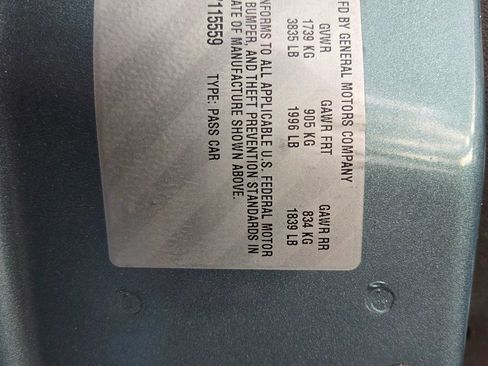 FD BY GENERAL MOTORS COMPANY
GVWR GAWR FRT GAWR RR
1739 KG 905 KG 834 KG
3835 LB 1996 LB 1839 LB
NFORMS TO ALL APPLICABLE U.S. FEDERAL MOTOR
BUMPER, AND THEFT PREVENTION STANDARDS IN
ATE OF MANUFACTURE SHOWN ABOVE.
115559 TYPE: PASS CAR